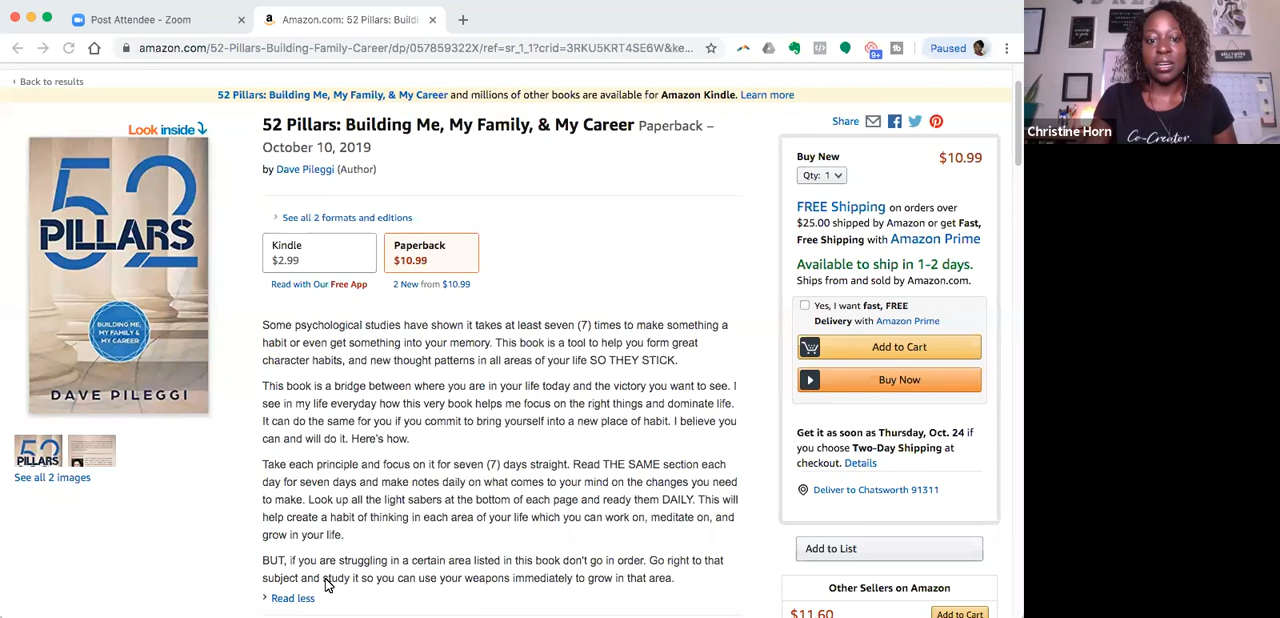 Post Attendee - Zoom
Amazon.com: 52 Pillars: Buildi
amazon.com/52-Pillars-Building-Family-Career/dp/057859222X/ref=sr_1_1?crid=3RKU5KRT4SE6W&ke...
9+
Paused
Back to results
52 Pillars: Building Me, My Family, & My Career and millions of other books are available for Amazon Kindle. Learn more
Look inside
52
PILLARS
BUILDING ME,
MY FAMILY &
MY CAREER
DAVE PILEGGI
52
PILLARS
See all 2 images
52 Pillars: Building Me, My Family, & My Career Paperback –
October 10, 2019
by Dave Pileggi (Author)
See all 2 formats and editions
Kindle
$2.99
Paperback
$10.99
Read with Our Free App
2 New from $10.99
Some psychological studies have shown it takes at least seven (7) times to make something a
habit or even get something into your memory. This book is a tool to help you form great
character habits, and new thought patterns in all areas of your life SO THEY STICK.
This book is a bridge between where you are in your life today and the victory you want to see. I
see in my life everyday how this very book helps me focus on the right things and dominate life.
It can do the same for you if you commit to bring yourself into a new place of habit. I believe you
can and will do it. Here's how.
Take each principle and focus on it for seven (7) days straight. Read THE SAME section each
day for seven days and make notes daily on what comes to your mind on the changes you need
to make. Look up all the light sabers at the bottom of each page and ready them DAILY. This will
help create a habit of thinking in each area of your life which you can work on, meditate on, and
grow in your life.
BUT, if you are struggling in a certain area listed in this book don't go in order. Go right to that
subject and study it so you can use your weapons immediately to grow in that area.
Read less
Share
Buy New
$10.99
Qty: 1
FREE Shipping on orders over
$25.00 shipped by Amazon or get Fast,
Free Shipping with Amazon Prime
Available to ship in 1-2 days.
Ships from and sold by Amazon.com.
Yes, I want fast, FREE
Delivery with Amazon Prime
Add to Cart
Buy Now
Get it as soon as Thursday, Oct. 24 if
you choose Two-Day Shipping at
checkout. Details
Deliver to Chatsworth 91311
Add to List
Other Sellers on Amazon
$11.60
Add to Cart
Christine Horn
Co-Creator.